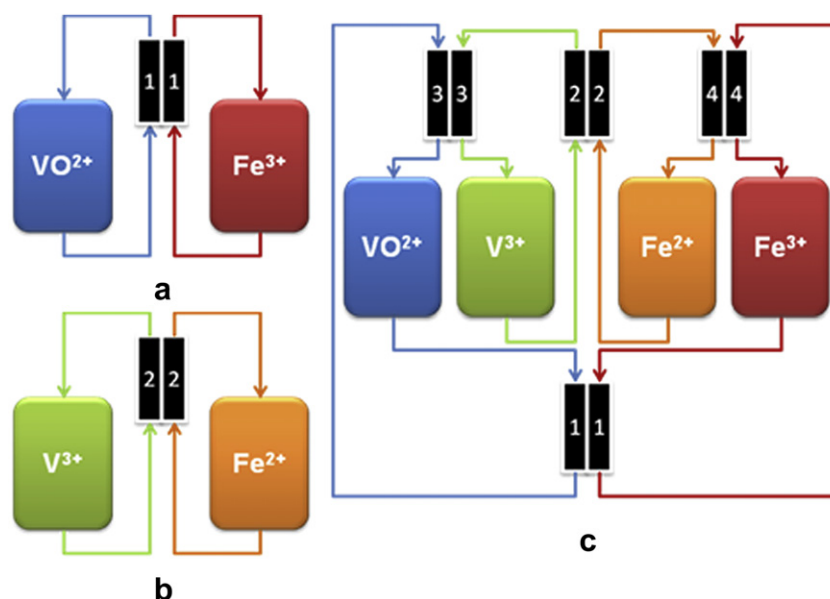 1 1
VO²⁺ Fe³⁺
a
2 2
V³⁺ Fe²⁺
b
3 3 2 2 4 4
VO²⁺ V³⁺ Fe²⁺ Fe³⁺
1 1
c